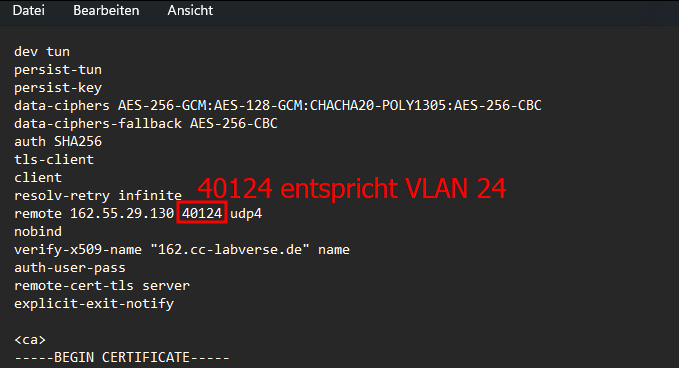 Datei Bearbeiten Ansicht
dev tun
persist-tun
persist-key
data-ciphers AES-256-GCM:AES-128-GCM:CHACHA20-POLY1305:AES-256-CBC
data-ciphers-fallback AES-256-CBC
auth SHA256
tls-client
client
resolv-retry infinite
40124 entspricht VLAN 24
remote 162.55.29.130 40124 udp4
nobind
verify-x509-name "162.cc-labverse.de" name
auth-user-pass
remote-cert-tls server
explicit-exit-notify
<ca>
-----BEGIN CERTIFICATE-----